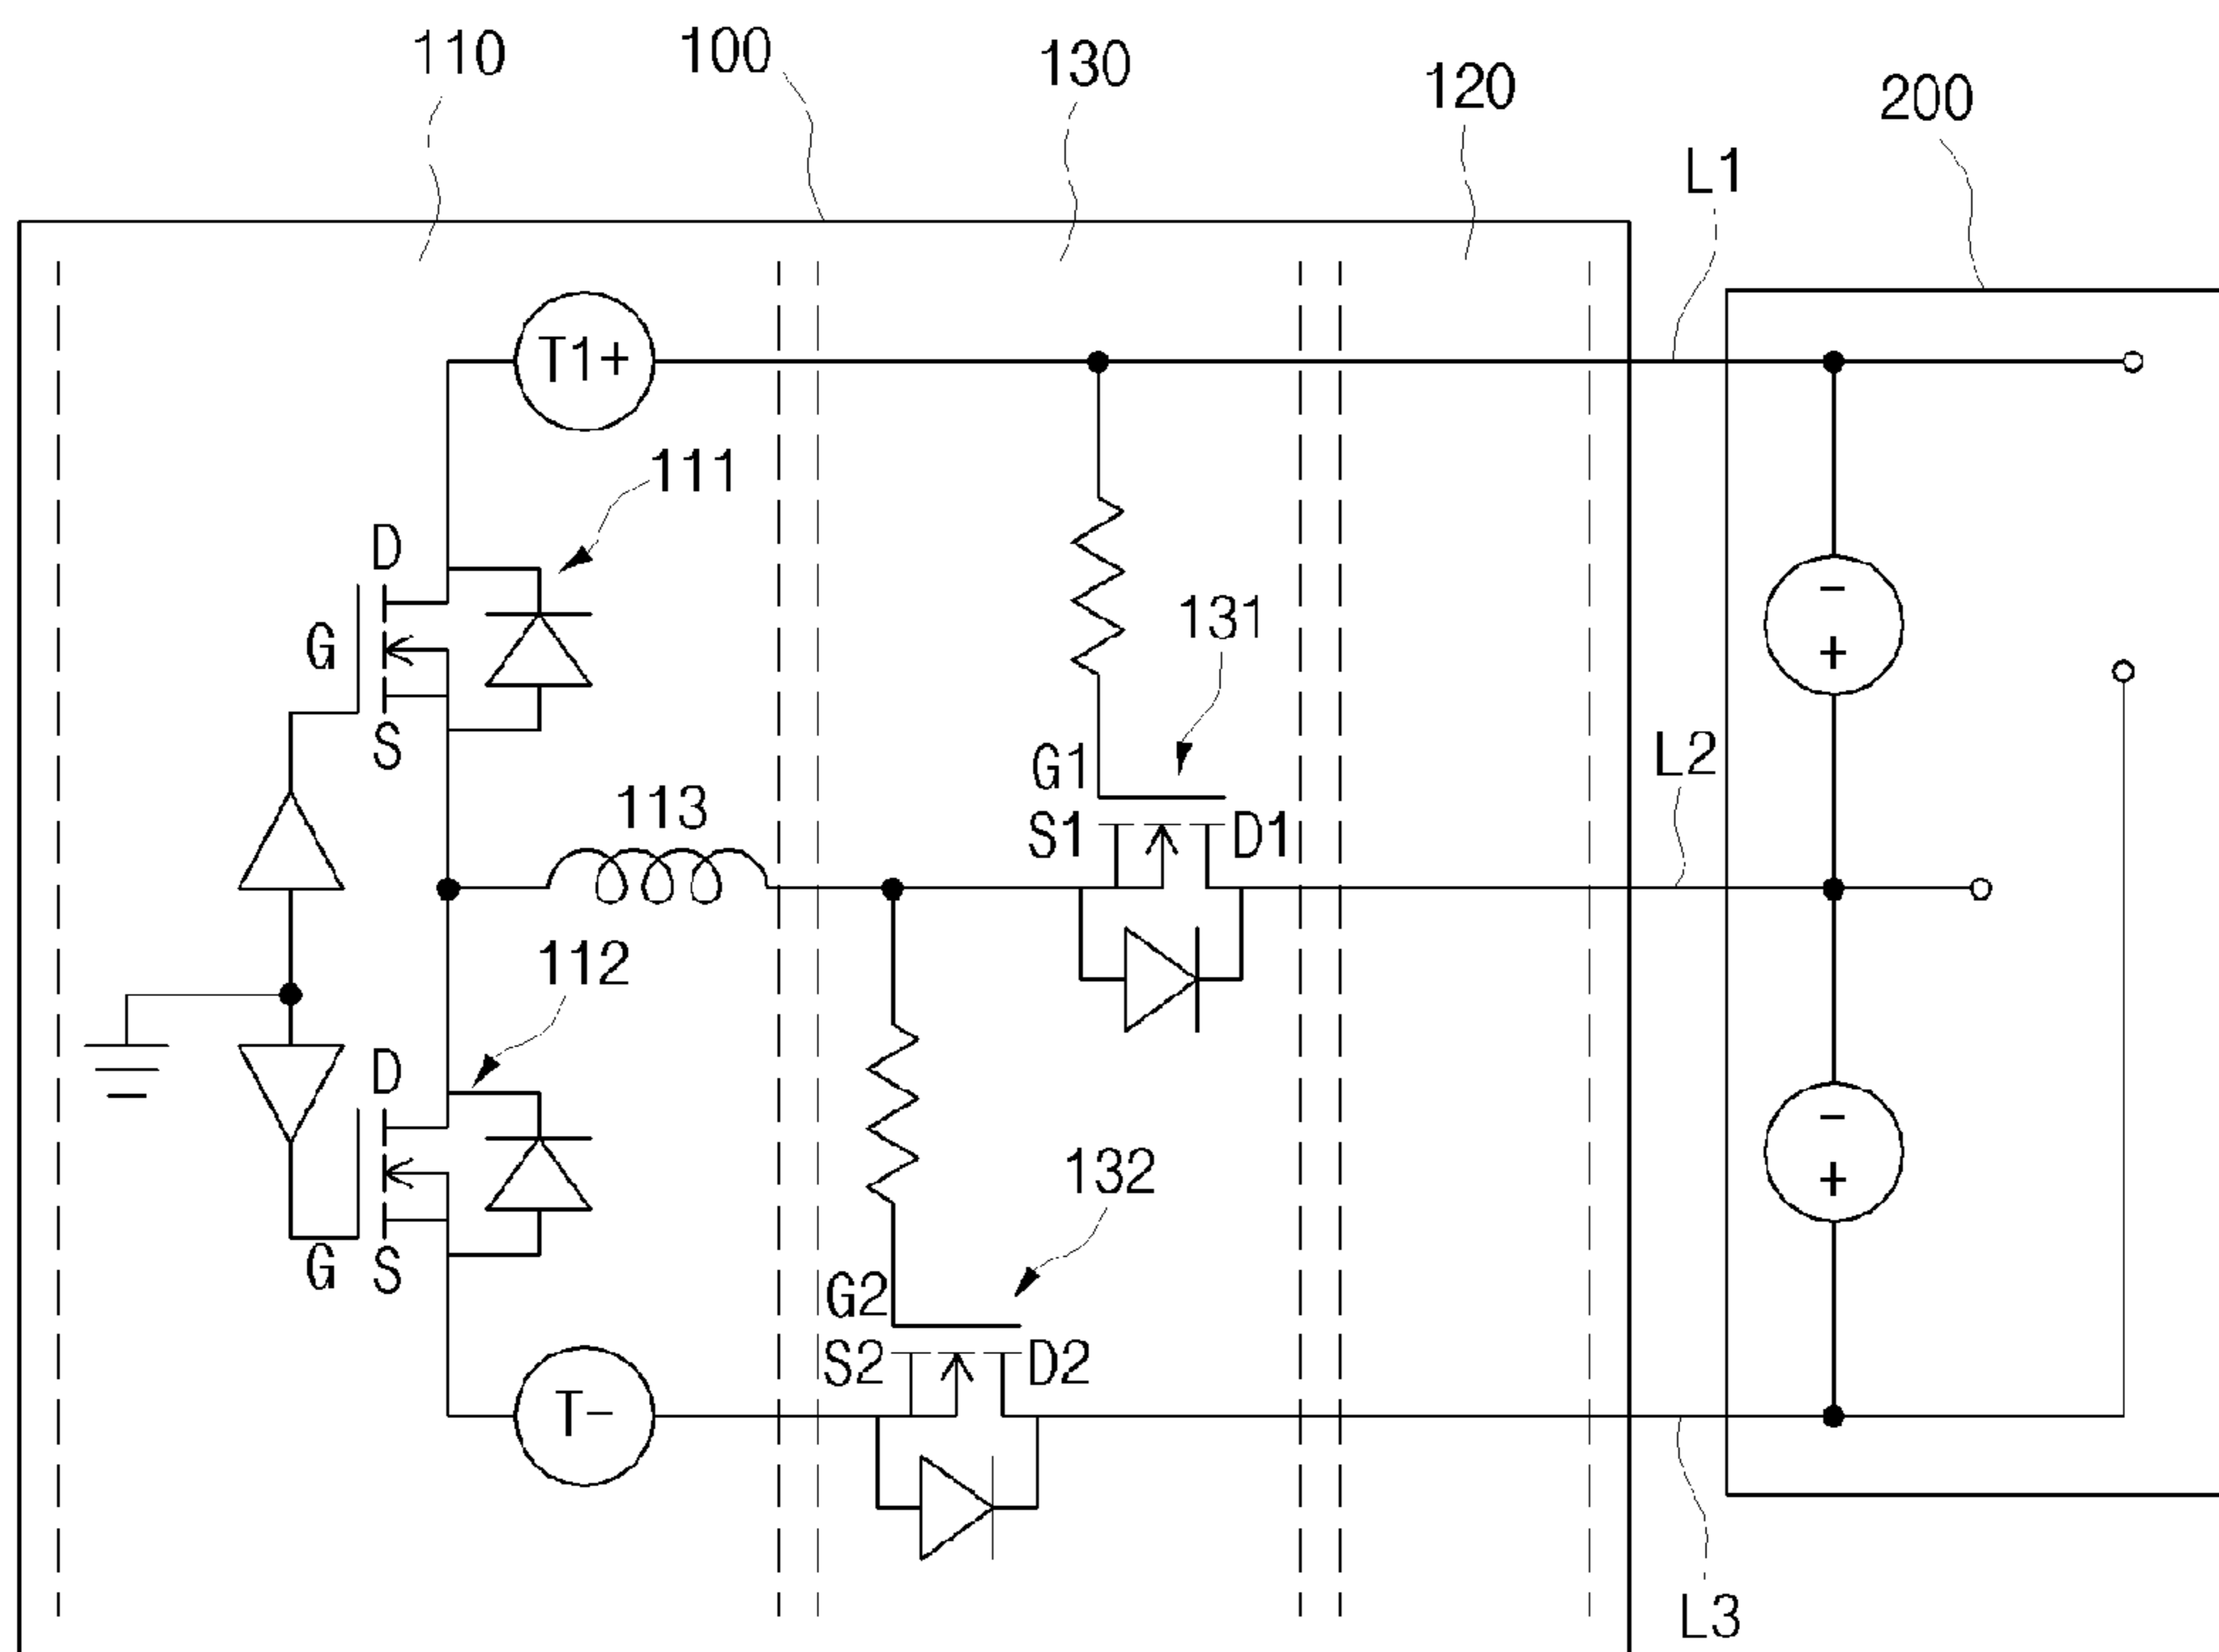 110
100
130
120
200
L1
T1+
111
D
G
S
131
-
+
G1
S1
D1
L2
113
112
D
G
S
132
-
+
G2
S2
D2
T-
L3